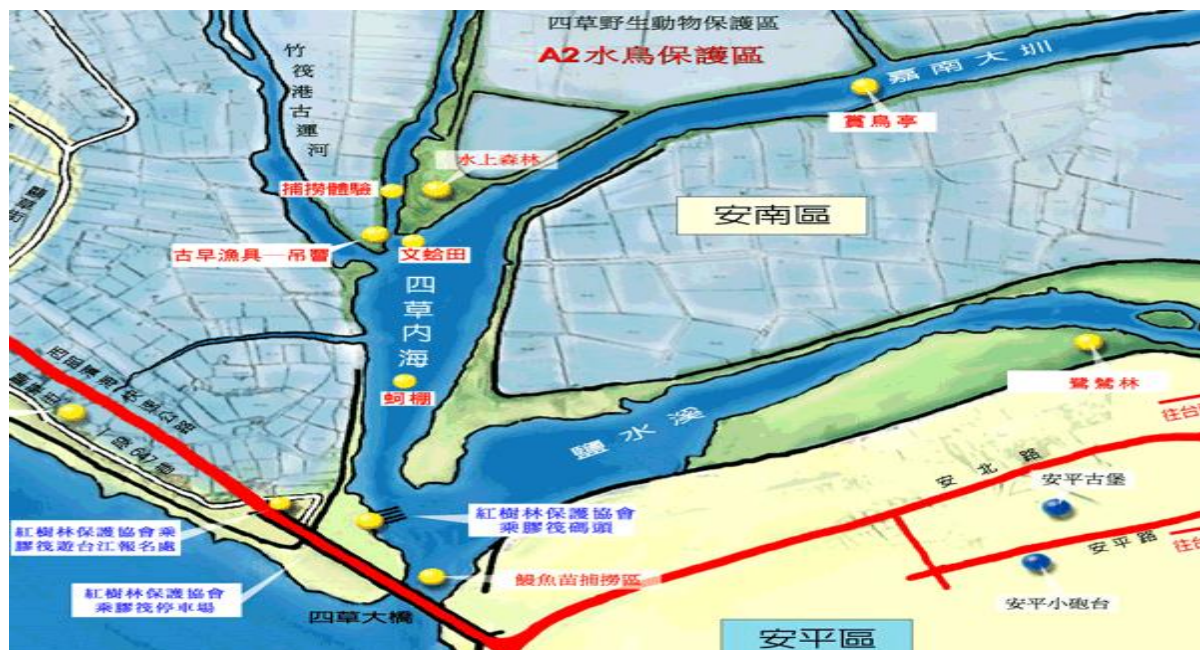 四草野生動物保護區
A2水鳥保護區
竹筏港古運河
嘉南大圳
賞鳥亭
水上森林
捕撈體驗
安南區
古早漁具─吊罾
文蛤田
四草內海
蚵棚
鹽水溪
鷺鷥林
往台
安北路
安平古堡
安平路
往台
安平小砲台
紅樹林保護協會
乘膠筏碼頭
紅樹林保護協會乘
膠筏遊台江報名處
鰻魚苗捕撈區
紅樹林保護協會
乘膠筏停車場
四草大橋
安平區